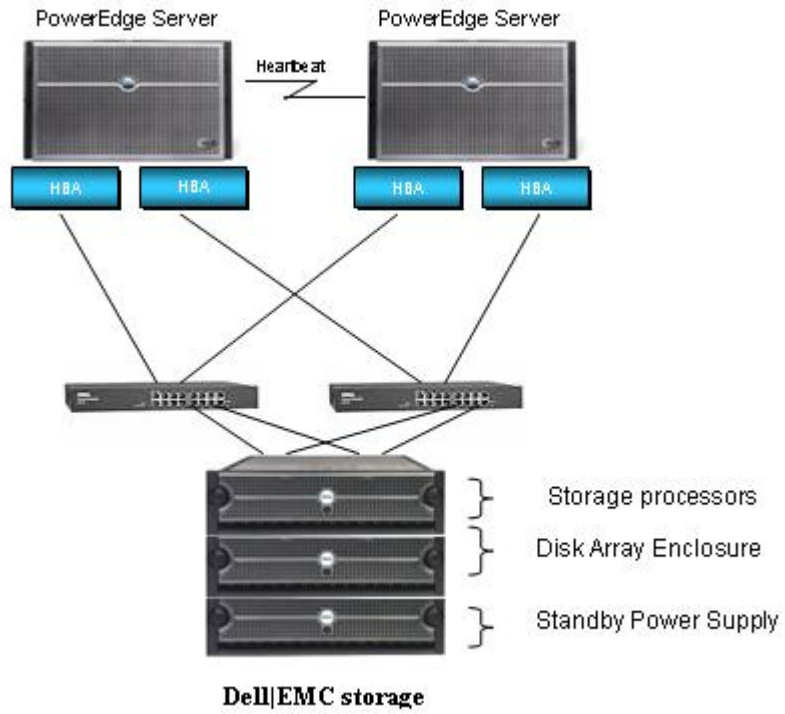 PowerEdge Server
PowerEdge Server
Heartbeat
HBA
HBA
HBA
HBA
Storage processors
Disk Array Enclosure
Standby Power Supply
Dell|EMC storage